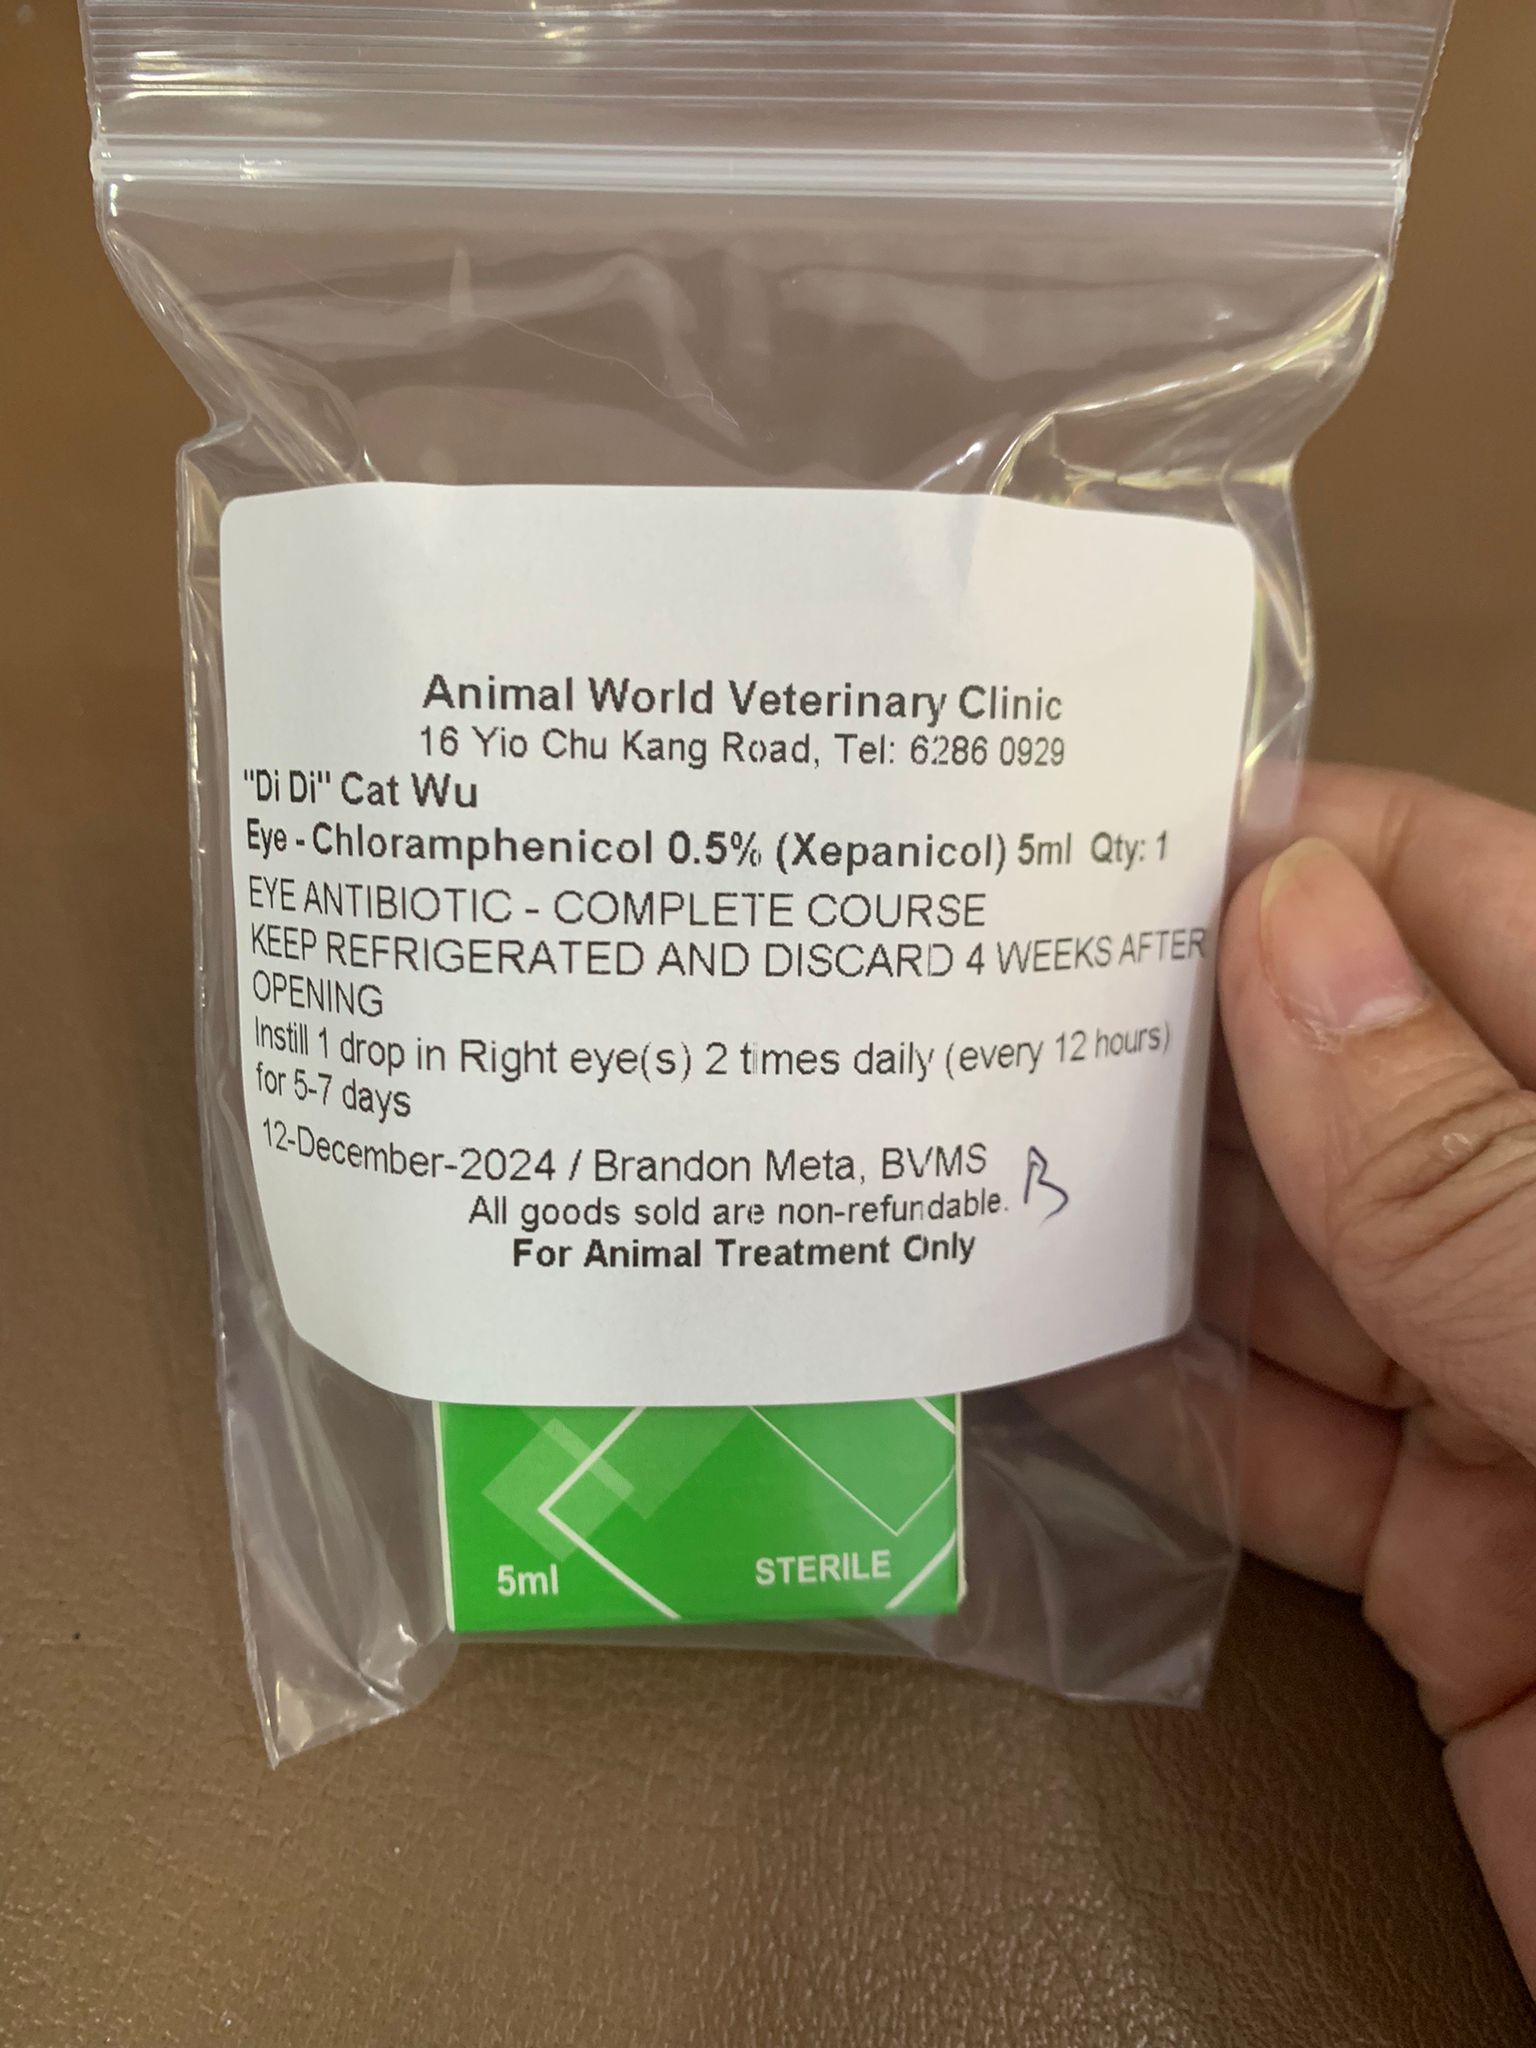 Animal World Veterinary Clinic
16 Yio Chu Kang Road, Tel: 6286 0929
"Di Di" Cat Wu
Eye - Chloramphenicol 0.5% (Xepanicol) 5ml Qty: 1
EYE ANTIBIOTIC - COMPLETE COURSE
KEEP REFRIGERATED AND DISCARD 4 WEEKS AFTER
OPENING
Instill 1 drop in Right eye(s) 2 times daily (every 12 hours)
for 5-7 days
12-December-2024 / Brandon Meta, BVMS
All goods sold are non-refundable.
For Animal Treatment Only
5ml STERILE